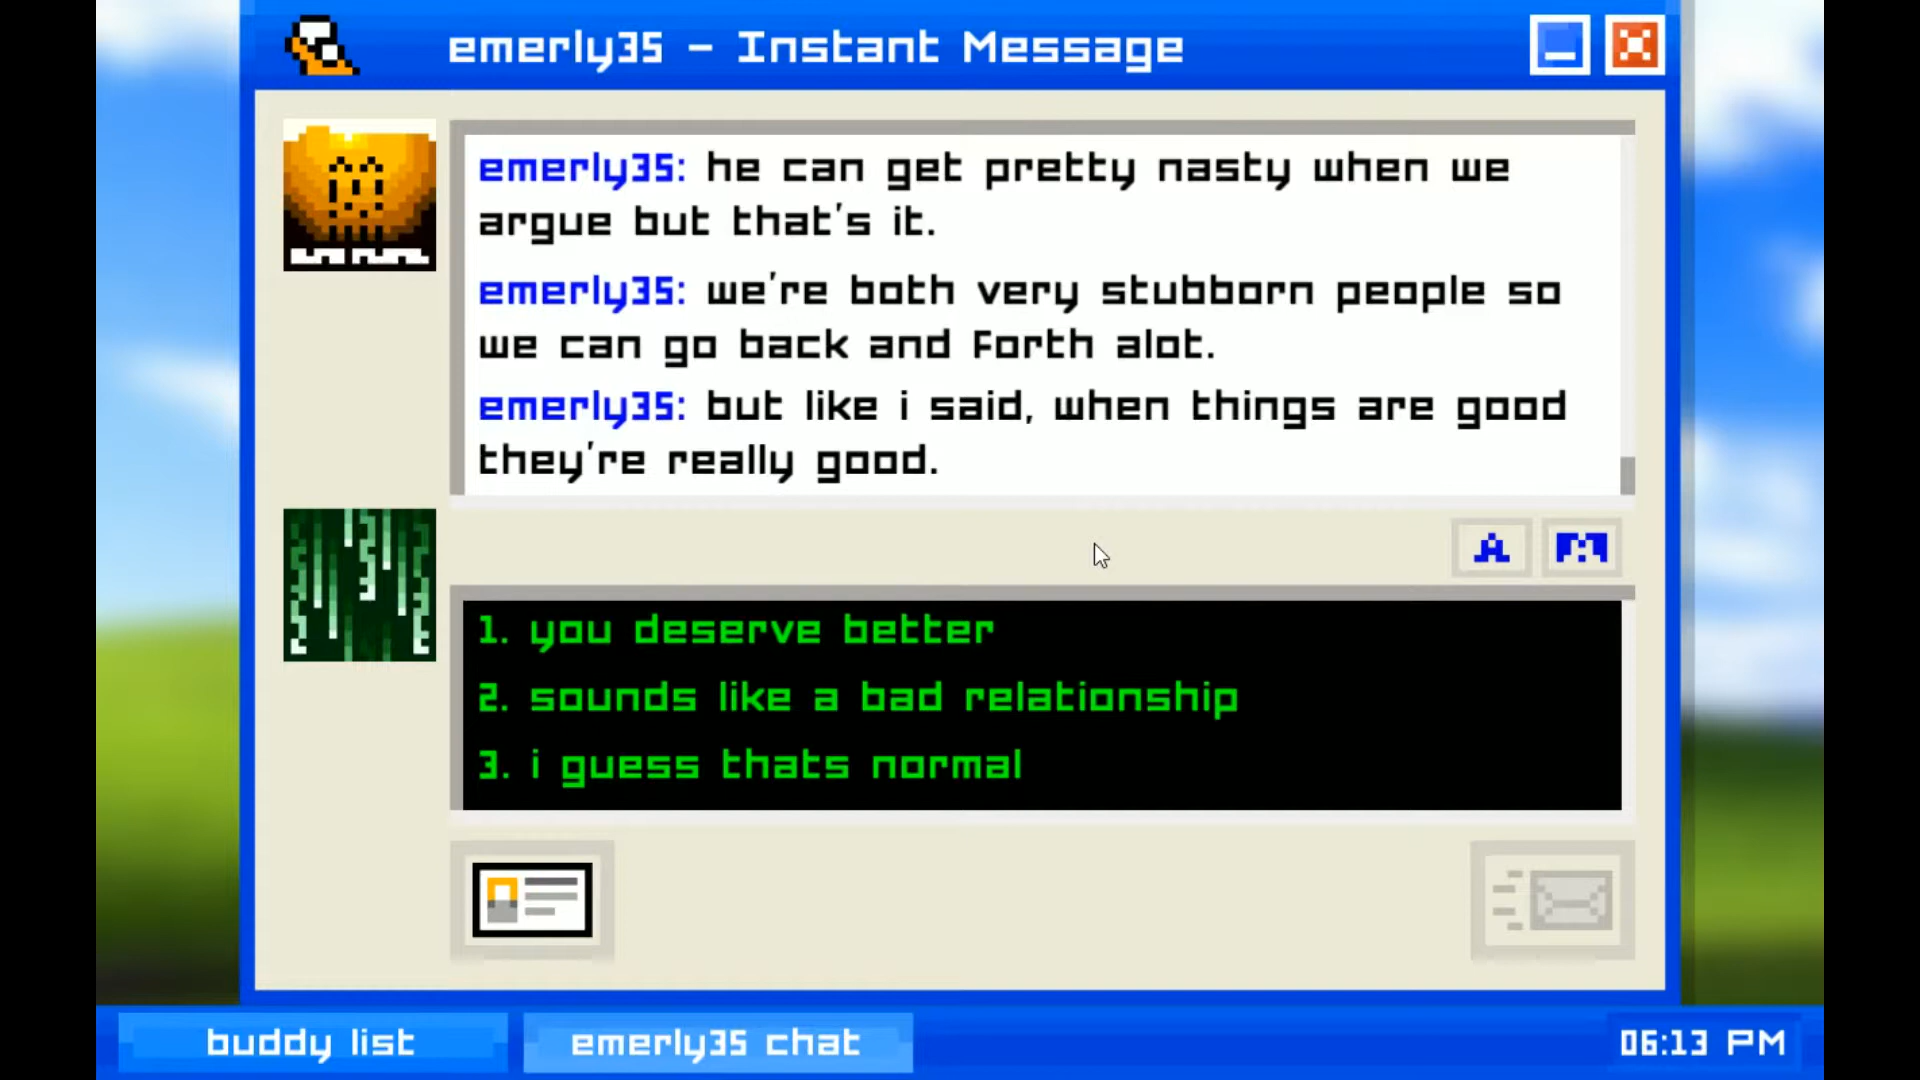 emerly35 - Instant Message
emerly35: he can get pretty nasty when we
argue but that's it.
emerly35: we're both very stubborn people so
we can go back and forth alot.
emerly35: but like i said, when things are good
they're really good.
A M
1. you deserve better
2. sounds like a bad relationship
3. i guess thats normal
buddy list
emerly35 chat
06:13 PM